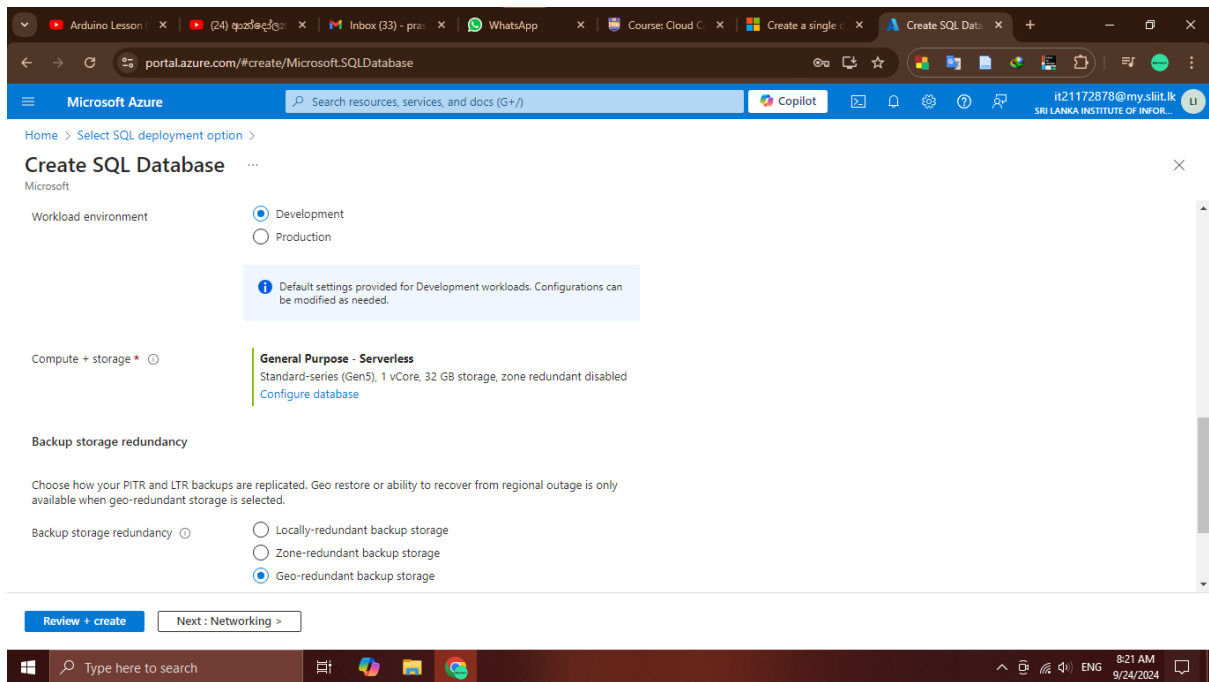 Arduino Lesson
(24) ආන්දෝල
Inbox (33) - pras
WhatsApp
Course: Cloud C
Create a single d
Create SQL Data
portal.azure.com/#create/Microsoft.SQLDatabase
Microsoft Azure
Search resources, services, and docs (G+/)
Copilot
it21172878@my.sliit.lk
SRI LANKA INSTITUTE OF INFOR...
LI
Home > Select SQL deployment option >
Create SQL Database ...
Microsoft
Workload environment
Development
Production
Default settings provided for Development workloads. Configurations can
be modified as needed.
Compute + storage *
General Purpose - Serverless
Standard-series (Gen5), 1 vCore, 32 GB storage, zone redundant disabled
Configure database
Backup storage redundancy
Choose how your PITR and LTR backups are replicated. Geo restore or ability to recover from regional outage is only
available when geo-redundant storage is selected.
Backup storage redundancy
Locally-redundant backup storage
Zone-redundant backup storage
Geo-redundant backup storage
Review + create
Next : Networking >
Type here to search
ENG
8:21 AM
9/24/2024